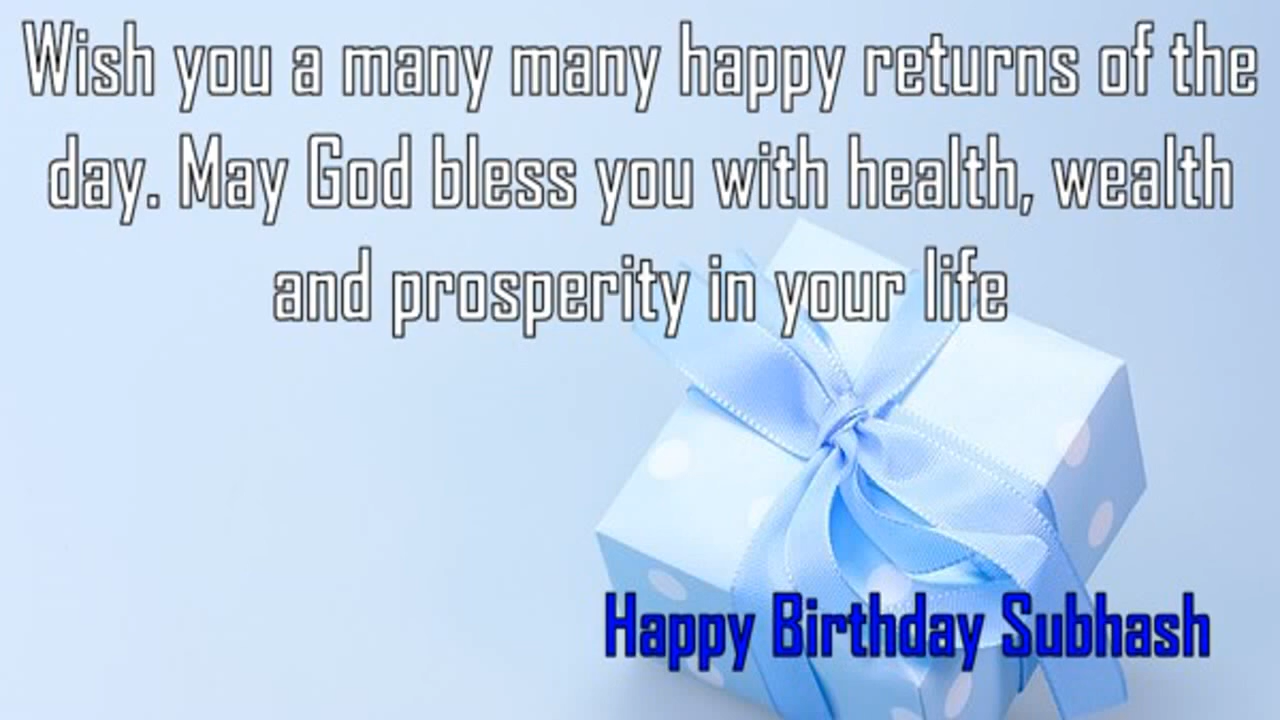 Wish you a many many happy returns of the
day. May God bless you with health, wealth
and prosperity in your life
Happy Birthday Subhash